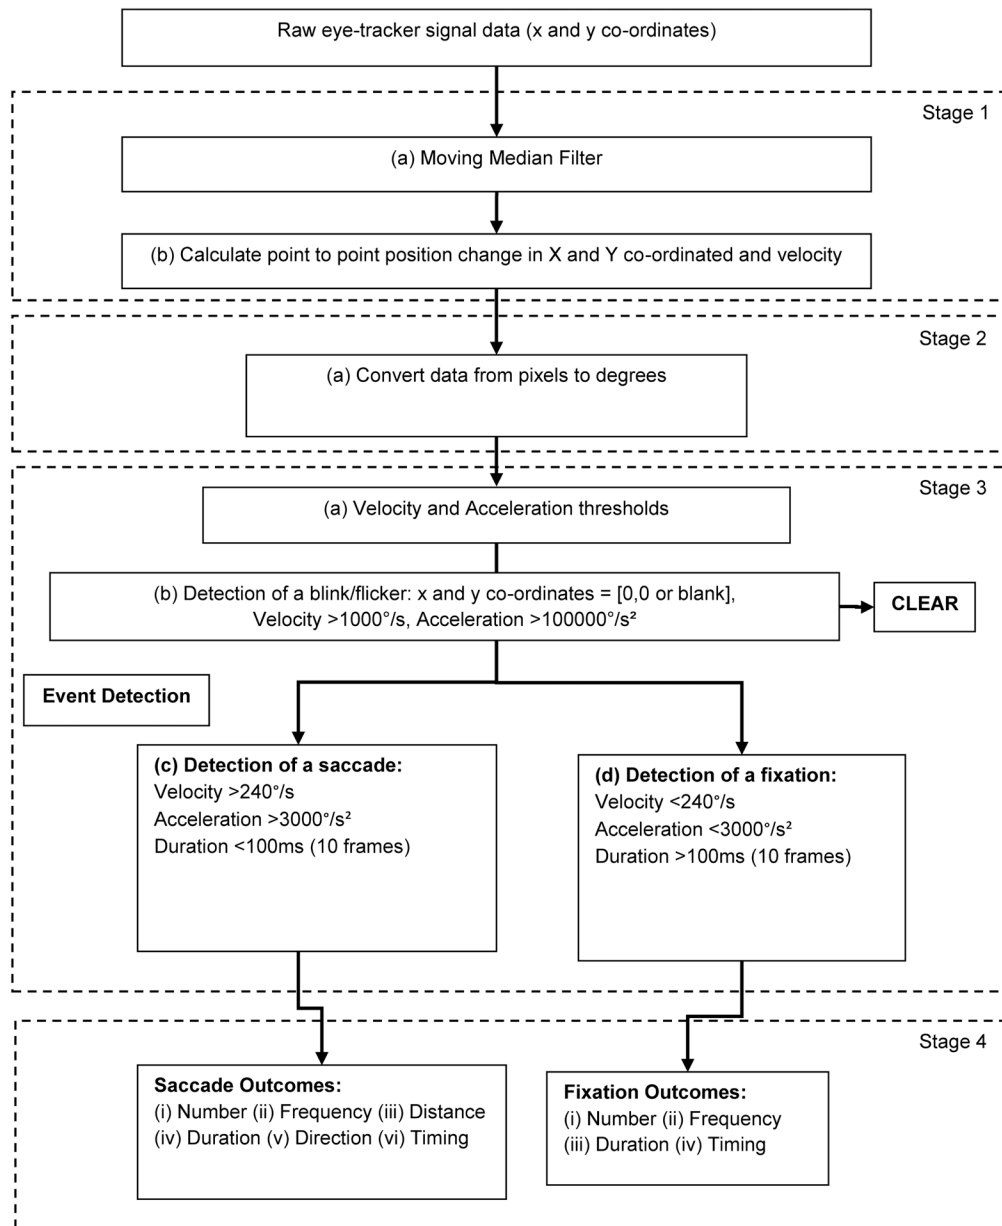 Raw eye-tracker signal data (x and y co-ordinates)
Stage 1
(a) Moving Median Filter
(b) Calculate point to point position change in X and Y co-ordinated and velocity
Stage 2
(a) Convert data from pixels to degrees
Stage 3
(a) Velocity and Acceleration thresholds
(b) Detection of a blink/flicker: x and y co-ordinates = [0,0 or blank],
Velocity >1000°/s, Acceleration >100000°/s²
CLEAR
Event Detection
(c) Detection of a saccade:
Velocity >240°/s
Acceleration >3000°/s²
Duration <100ms (10 frames)
(d) Detection of a fixation:
Velocity <240°/s
Acceleration <3000°/s²
Duration >100ms (10 frames)
Stage 4
Saccade Outcomes:
(i) Number (ii) Frequency (iii) Distance
(iv) Duration (v) Direction (vi) Timing
Fixation Outcomes:
(i) Number (ii) Frequency
(iii) Duration (iv) Timing